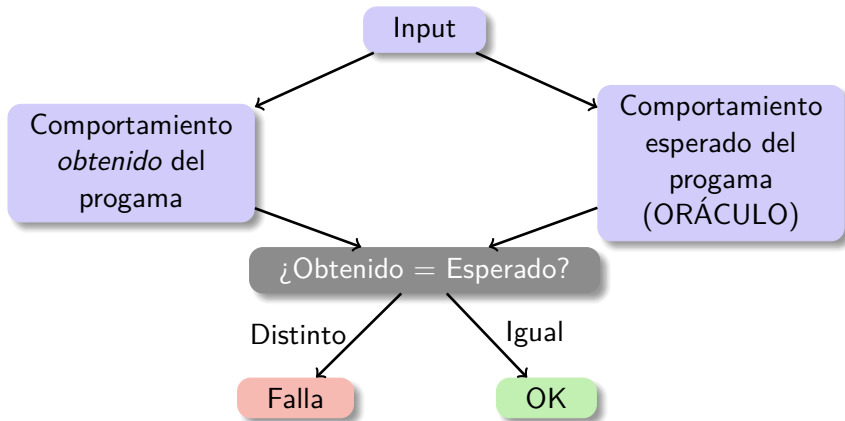 Input
Comportamiento
obtenido del
progama
Comportamiento
esperado del
progama
(ORÁCULO)
¿Obtenido = Esperado?
Distinto
Igual
Falla
OK